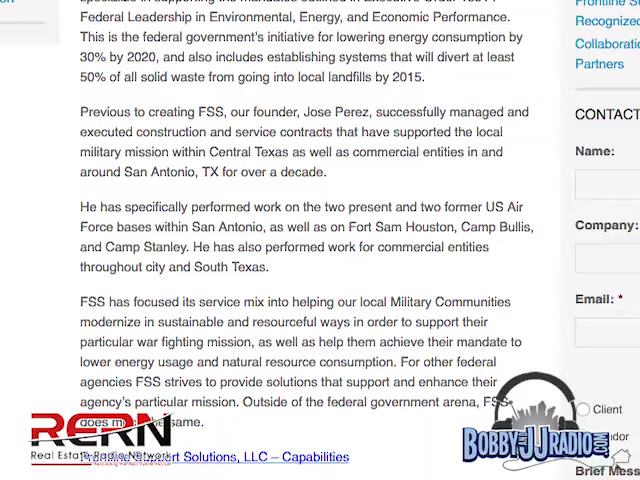 Federal Leadership in Environmental, Energy, and Economic Performance.
This is the federal government's initiative for lowering energy consumption by
30% by 2020, and also includes establishing systems that will divert at least
50% of all solid waste from going into local landfills by 2015.
Previous to creating FSS, our founder, Jose Perez, successfully managed and
executed construction and service contracts that have supported the local
military mission within Central Texas as well as commercial entities in and
around San Antonio, TX for over a decade.
He has specifically performed work on the two present and two former US Air
Force bases within San Antonio, as well as on Fort Sam Houston, Camp Bullis,
and Camp Stanley. He has also performed work for commercial entities
throughout city and South Texas.
FSS has focused its service mix into helping our local Military Communities
modernize in sustainable and resourceful ways in order to support their
particular war fighting mission, as well as help them achieve their mandate to
lower energy usage and natural resource consumption. For other federal
agencies FSS strives to provide solutions that support and enhance their
agency's particular mission. Outside of the federal government arena, FSS
does same.
Support Solutions, LLC – Capabilities
Recognized
Collaboratio
Partners
CONTACT
Name:
Company:
Email: *
Client
Brief Mess
RERN
Real Estate Radio Network
BOBBY AND JJRADIO.COM